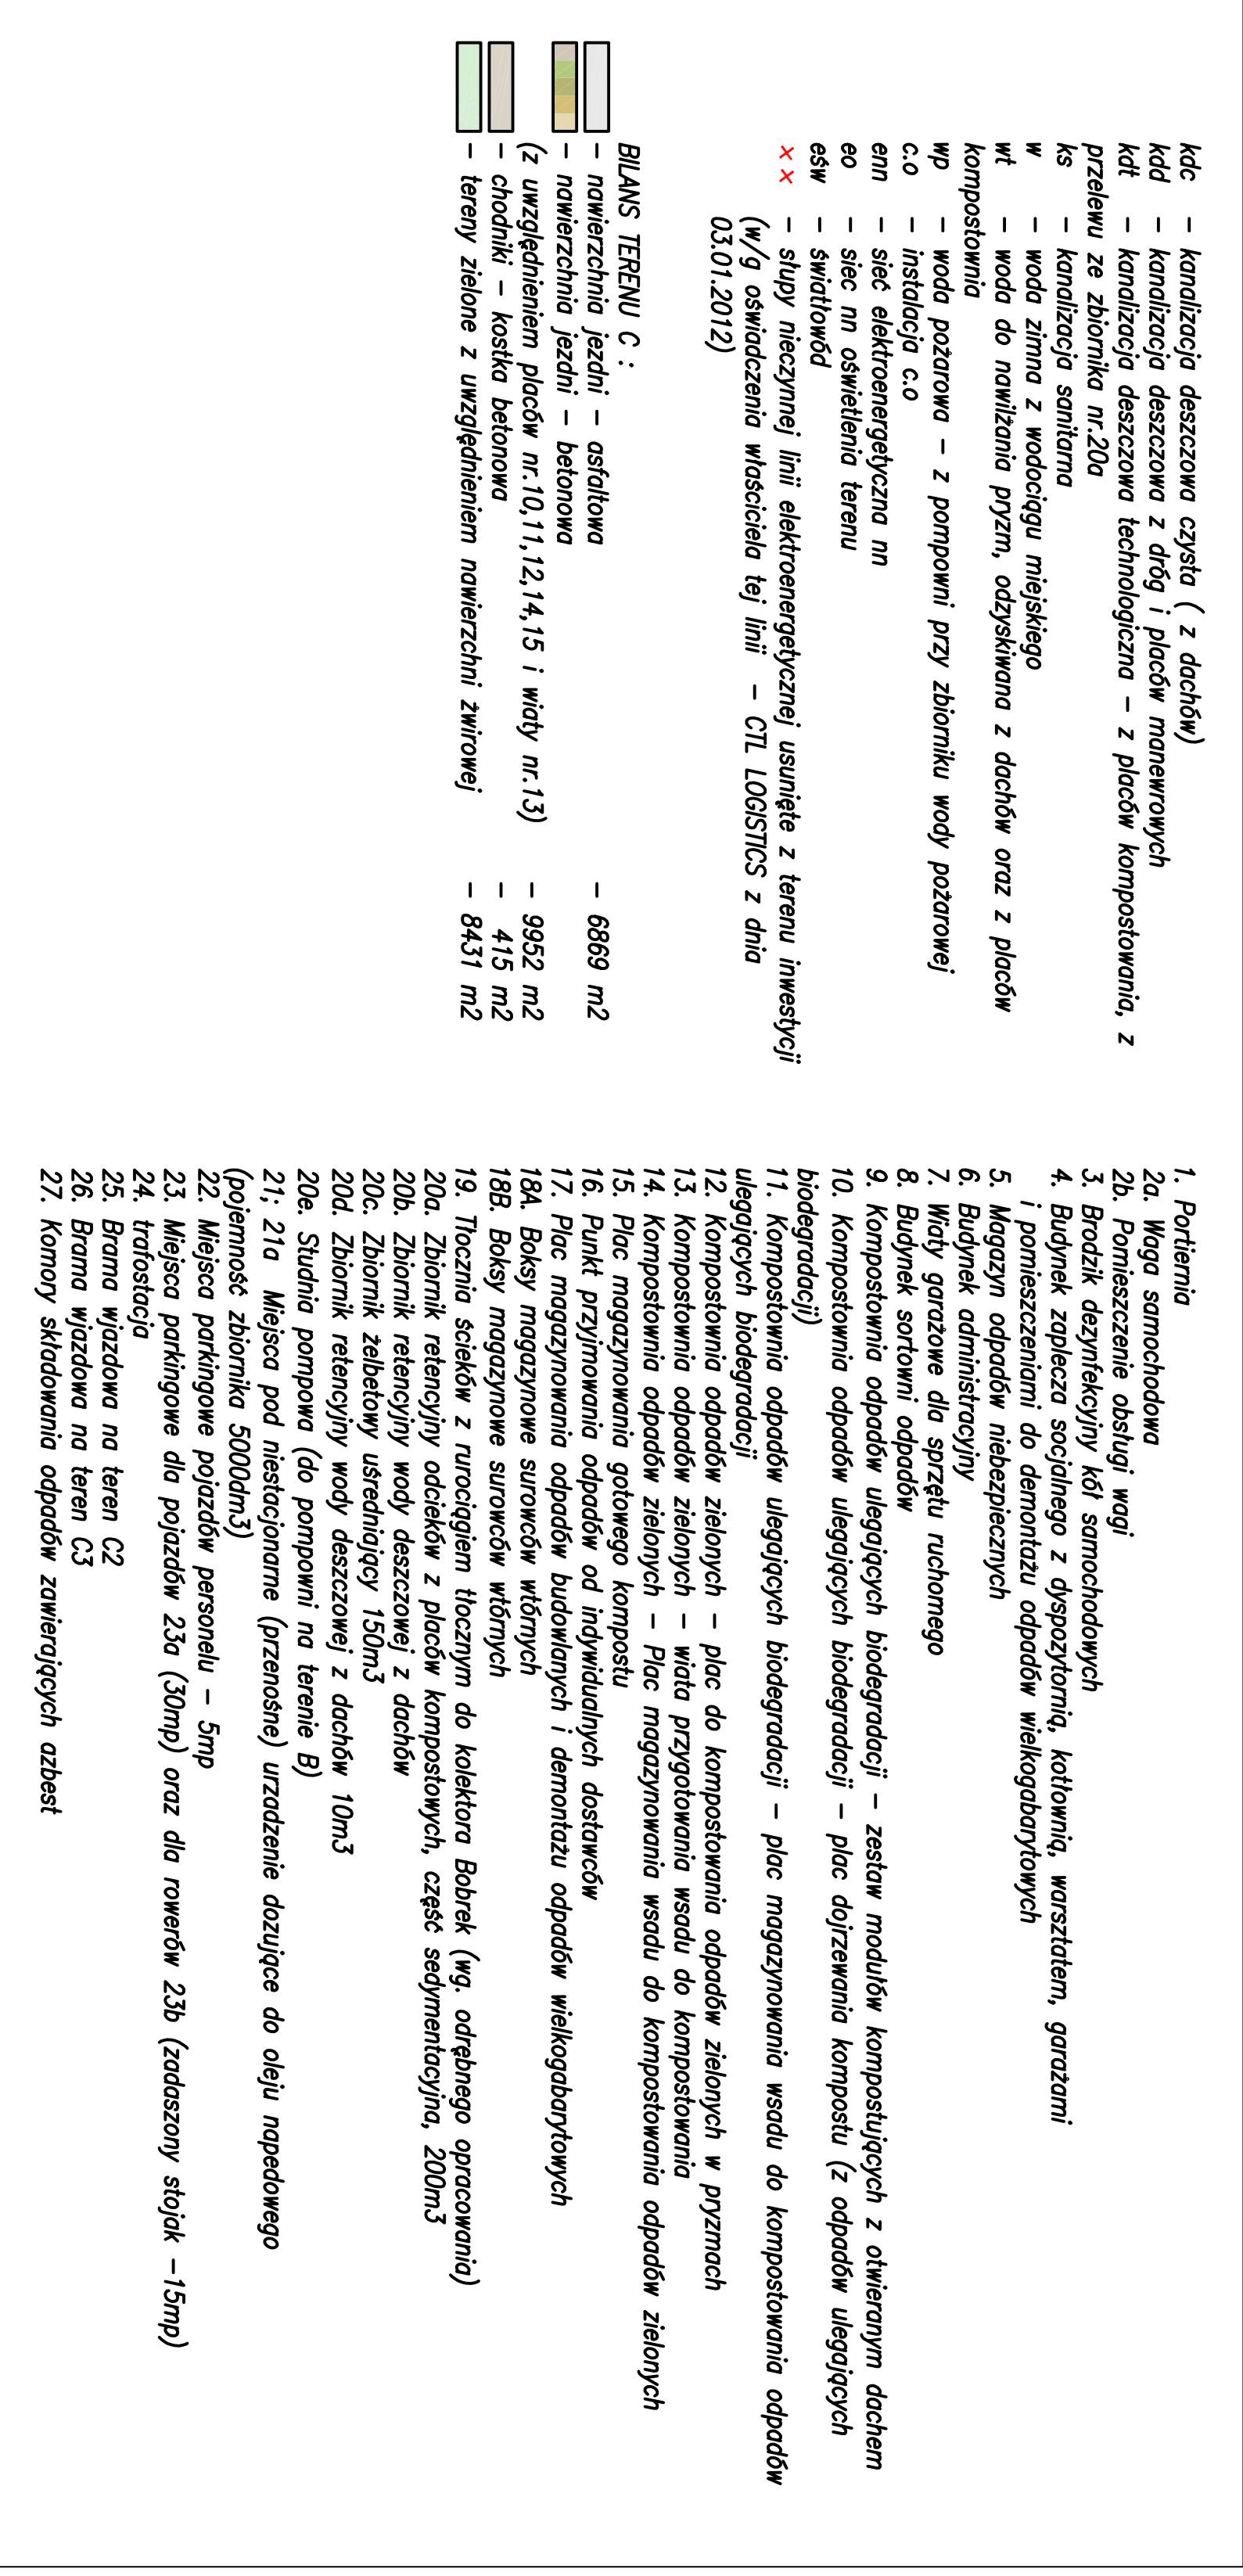 kdc – kanalizacja deszczowa czysta ( z dachów)
kdd – kanalizacja deszczowa z dróg i placów manewrowych
kdt – kanalizacja deszczowa technologiczna – z placów kompostowania, z
przelewu ze zbiornika nr.20a
ks – kanalizacja sanitarna
w – woda zimna z wodociągu miejskiego
wt – woda do nawilżania pryzm, odzyskiwana z dachów oraz z placów
kompostownia
wp – woda pożarowa – z pompowni przy zbiorniku wody pożarowej
c.o – instalacja c.o
enn – sieć elektroenergetyczna nn
eo – siec nn oświetlenia terenu
eśw – światłowód
x x – słupy nieczynnej linii elektroenergetycznej usunięte z terenu inwestycji
(w/g oświadczenia właściciela tej linii – CTL LOGISTICS z dnia
03.01.2012)
BILANS TERENU C :
– nawierzchnia jezdni – asfaltowa – 6869 m2
– nawierzchnia jezdni – betonowa
(z uwzględnieniem placów nr.10,11,12,14,15 i wiaty nr.13) – 9952 m2
– chodniki – kostka betonowa – 415 m2
– tereny zielone z uwzględnieniem nawierzchni żwirowej – 8431 m2
1. Portiernia
2a. Waga samochodowa
2b. Pomieszczenie obsługi wagi
3. Brodzik dezynfekcyjny kół samochodowych
4. Budynek zaplecza socjalnego z dyspozytornią, kotłownią, warsztatem, garażami
i pomieszczeniami do demontażu odpadów wielkogabarytowych
5. Magazyn odpadów niebezpiecznych
6. Budynek administracyjny
7. Wiaty garażowe dla sprzętu ruchomego
8. Budynek sortowni odpadów
9. Kompostownia odpadów ulegających biodegradacji – zestaw modułów kompostujących z otwieranym dachem
10. Kompostownia odpadów ulegających biodegradacji – plac dojrzewania kompostu (z odpadów ulegających
biodegradacji)
11. Kompostownia odpadów ulegających biodegradacji – plac magazynowania wsadu do kompostowania odpadów
ulegających biodegradacji
12. Kompostownia odpadów zielonych – plac do kompostowania odpadów zielonych w pryzmach
13. Kompostownia odpadów zielonych – wiata przygotowania wsadu do kompostowania
14. Kompostownia odpadów zielonych – Plac magazynowania wsadu do kompostowania odpadów zielonych
15. Plac magazynowania gotowego kompostu
16. Punkt przyjmowania odpadów od indywidualnych dostawców
17. Plac magazynowania odpadów budowlanych i demontażu odpadów wielkogabarytowych
18A. Boksy magazynowe surowców wtórnych
18B. Boksy magazynowe surowców wtórnych
19. Tłocznia ścieków z rurociągiem tłocznym do kolektora Bobrek (wg. odrębnego opracowania)
20a. Zbiornik retencyjny odcieków z placów kompostowych, część sedymentacyjna, 200m3
20b. Zbiornik retencyjny wody deszczowej z dachów
20c. Zbiornik żelbetowy uśredniający 150m3
20d. Zbiornik retencyjny wody deszczowej z dachów 10m3
20e. Studnia pompowa (do pompowni na terenie B)
21; 21a Miejsca pod niestacjonarne (przenośne) urzadzenie dozujące do oleju napedowego
(pojemność zbiornika 5000dm3)
22. Miejsca parkingowe pojazdów personelu – 5mp
23. Miejsca parkingowe dla pojazdów 23a (30mp) oraz dla rowerów 23b (zadaszony stojak –15mp)
24. trafostacja
25. Brama wjazdowa na teren C2
26. Brama wjazdowa na teren C3
27. Komory składowania odpadów zawierających azbest